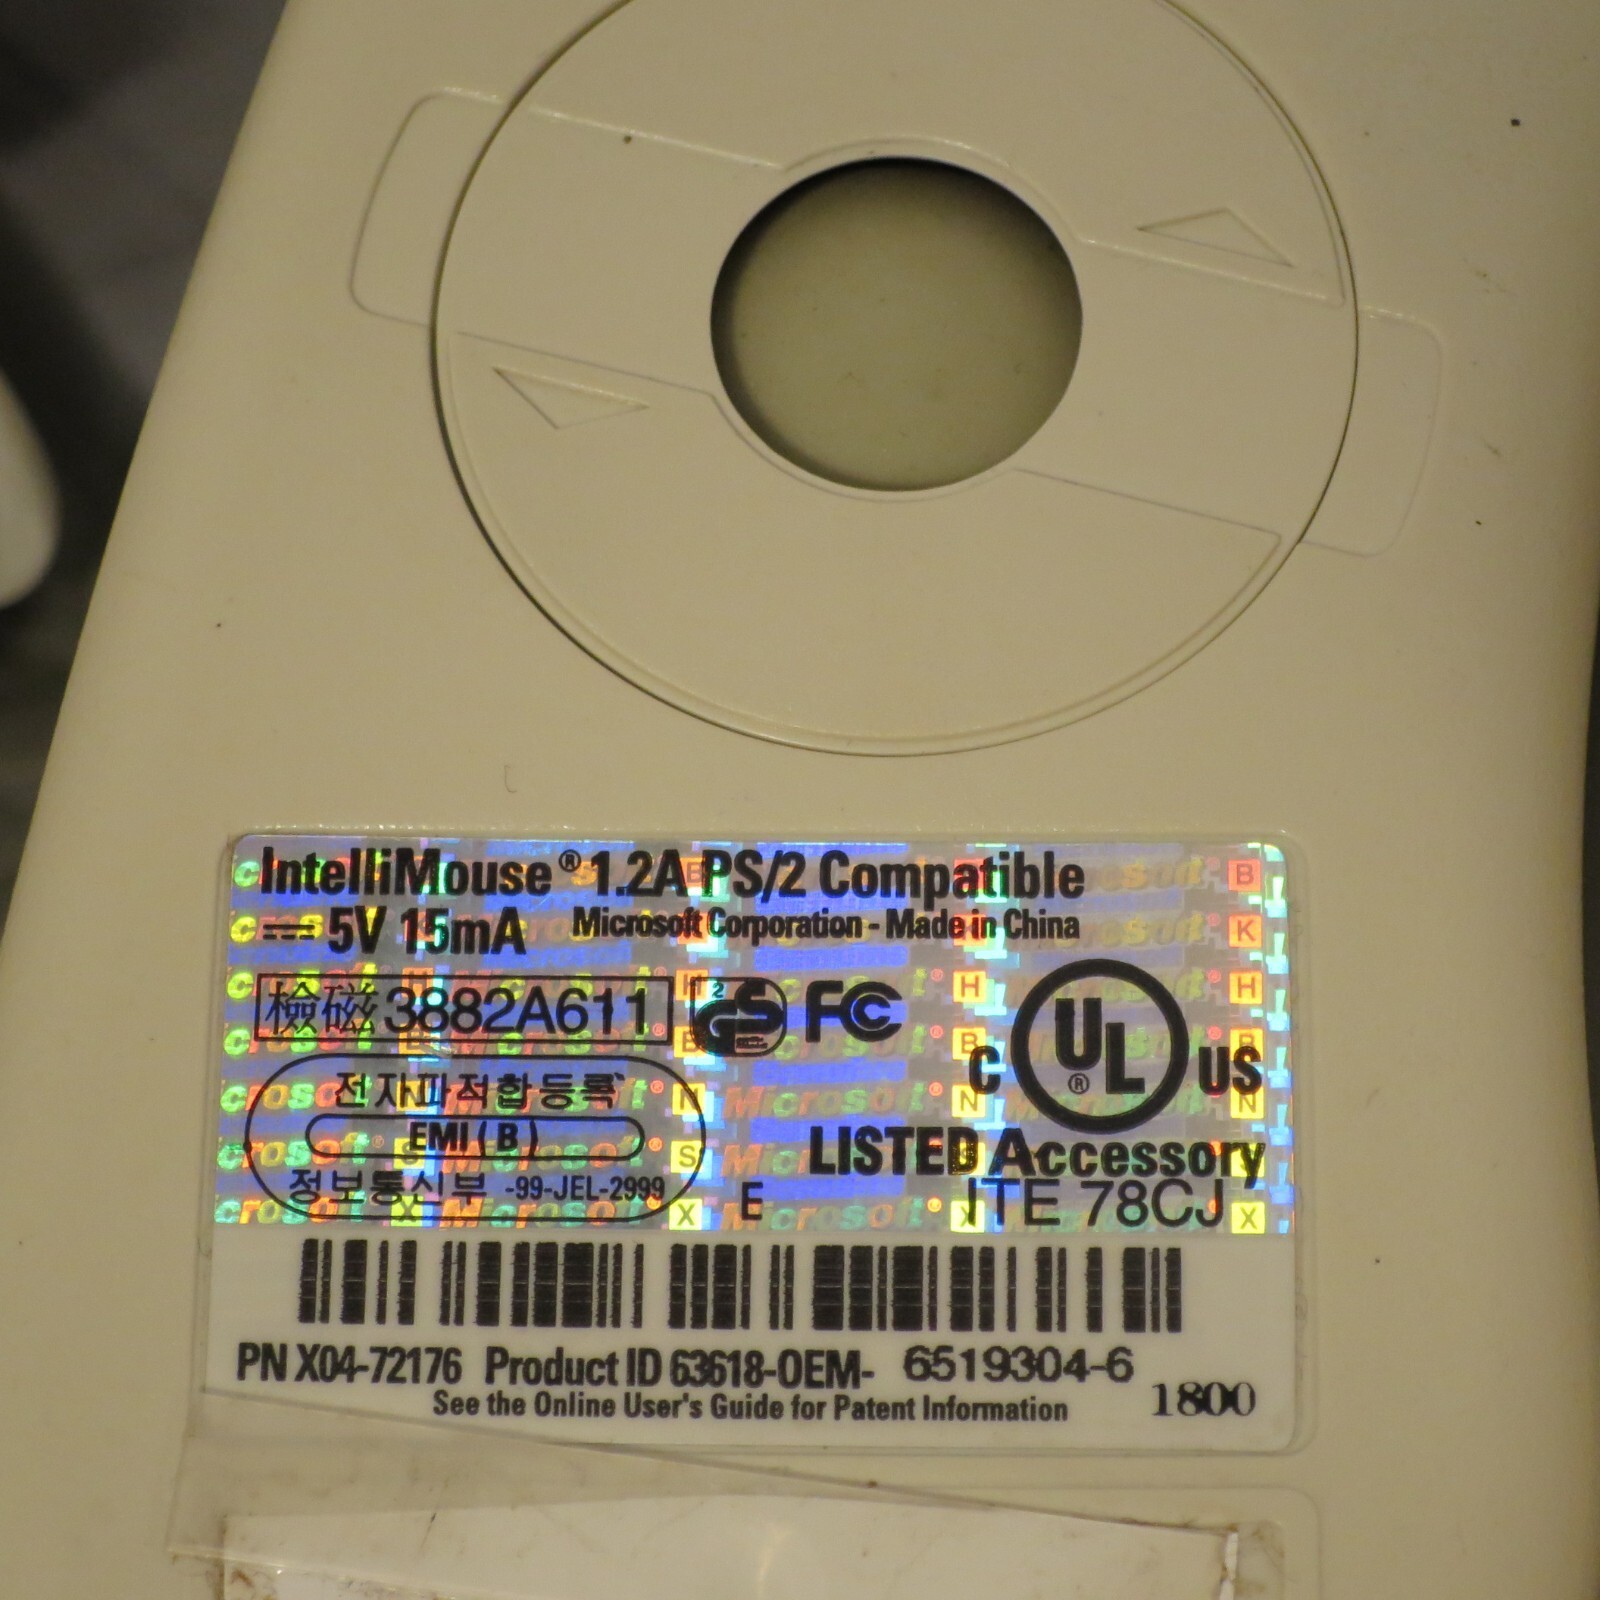 IntelliMouse® 1.2A PS/2 Compatible
5V 15mA Microsoft Corporation - Made in China
檢磁 3882A611 GS FC
C UL® US
전자파적합등록
EMI ( B )
LISTED Accessory
정보통신부 -99-JEL-2999 E ITE 78CJ
PN X04-72176 Product ID 63618-OEM- 6519304-6
See the Online User's Guide for Patent Information 1800